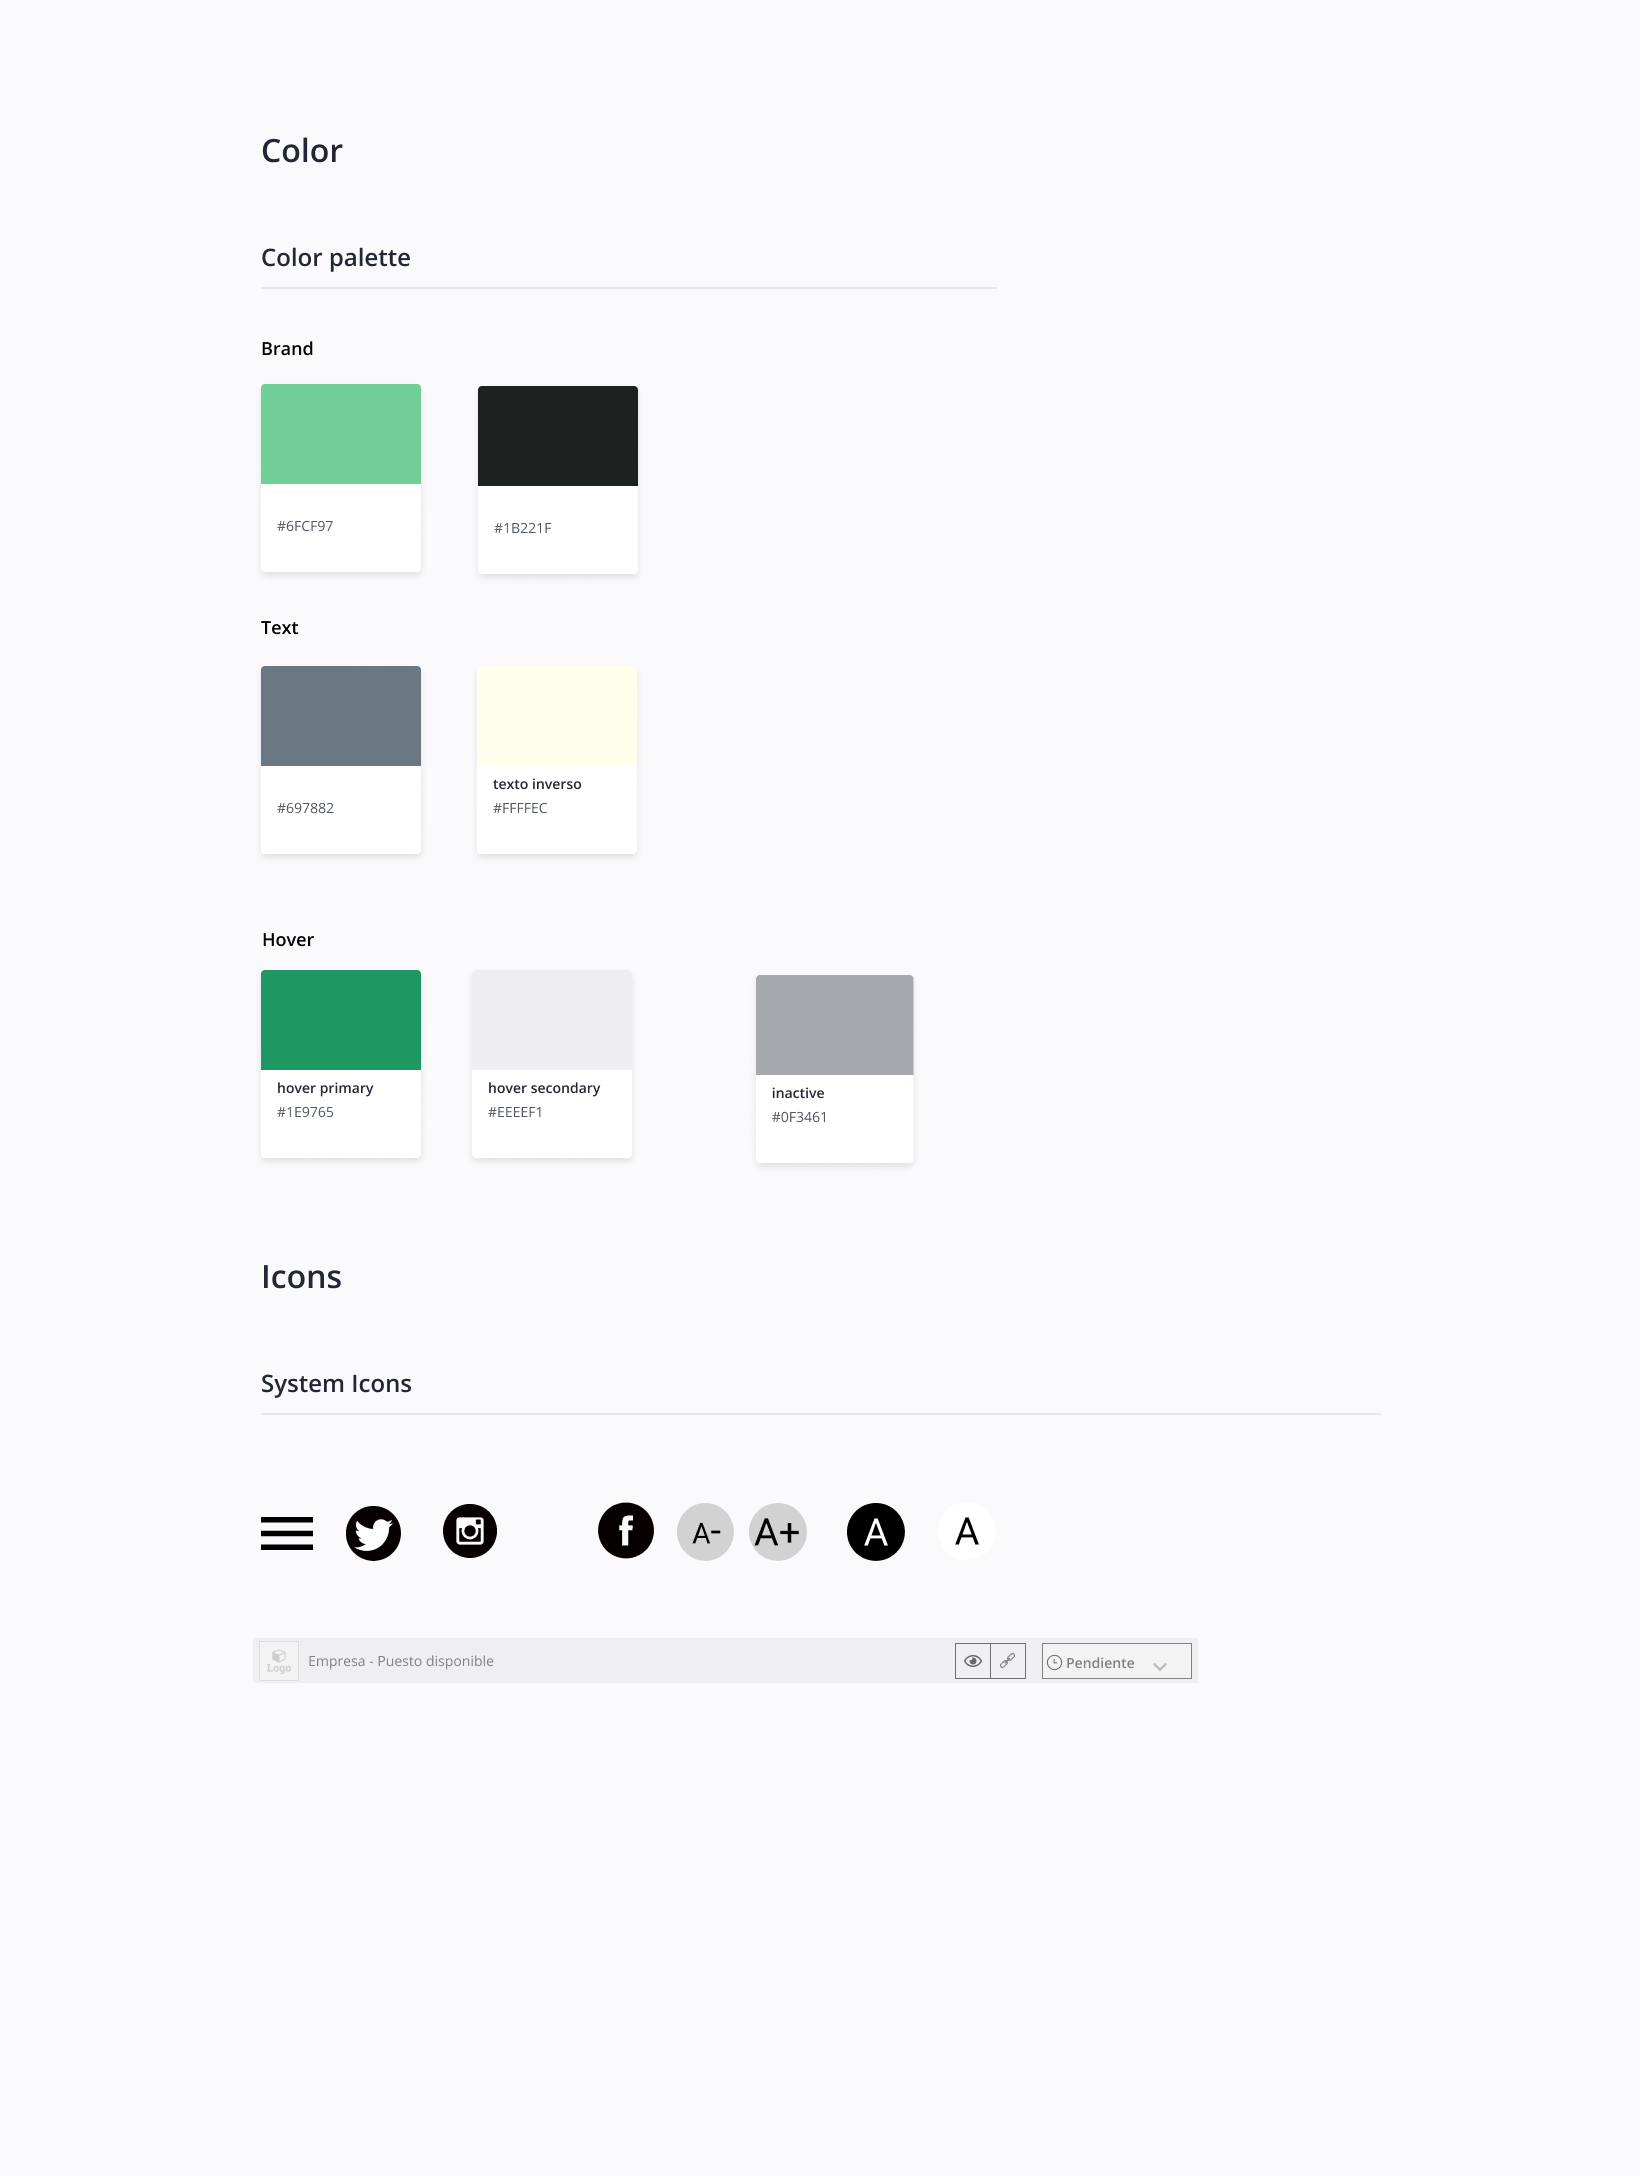 Color
Color palette
Brand
#6FCF97
#1B221F
Text
#697882
texto inverso
#FFFFEC
Hover
hover primary
#1E9765
hover secondary
#EEEEF1
inactive
#0F3461
Icons
System Icons
A-
A+
A
A
Logo
Empresa - Puesto disponible
Pendiente